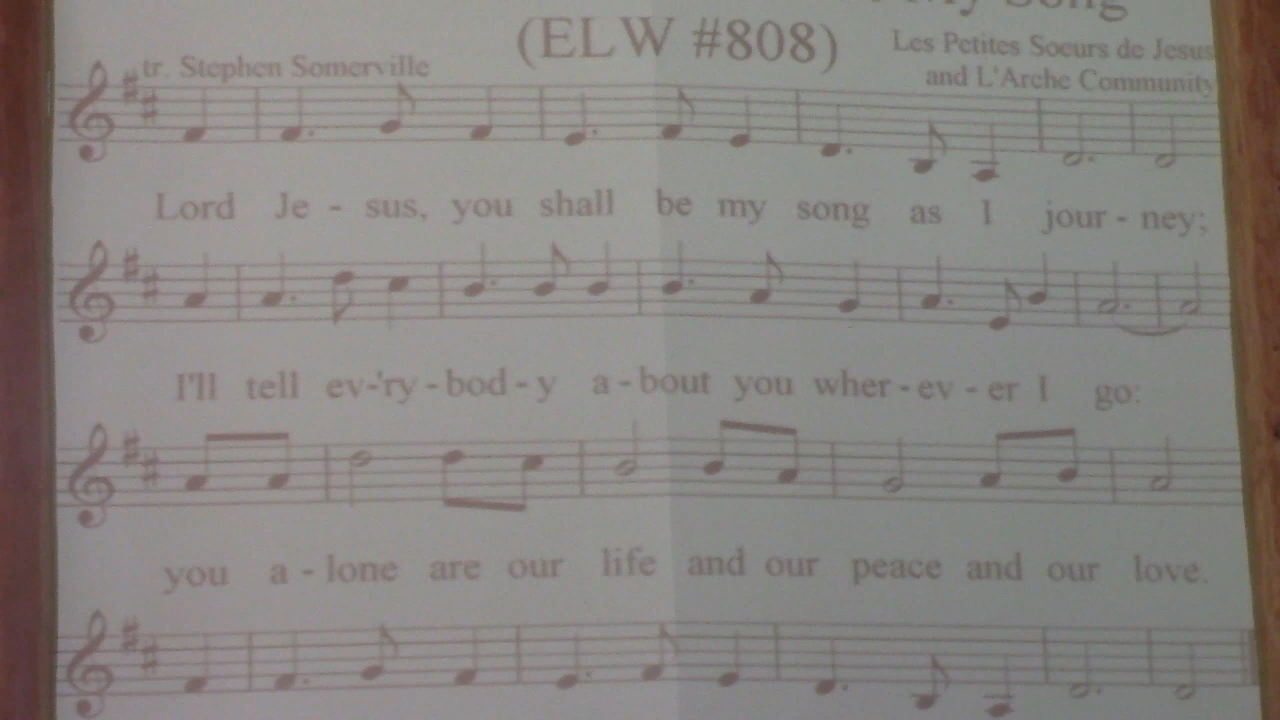 My Song
(ELW #808)
Les Petites Soeurs de Jesus
tr. Stephen Somerville
and L'Arche Community
Lord Je - sus, you shall be my song as I jour - ney;
I'll tell ev-'ry - bod - y a - bout you wher - ev - er I go:
you a - lone are our life and our peace and our love.